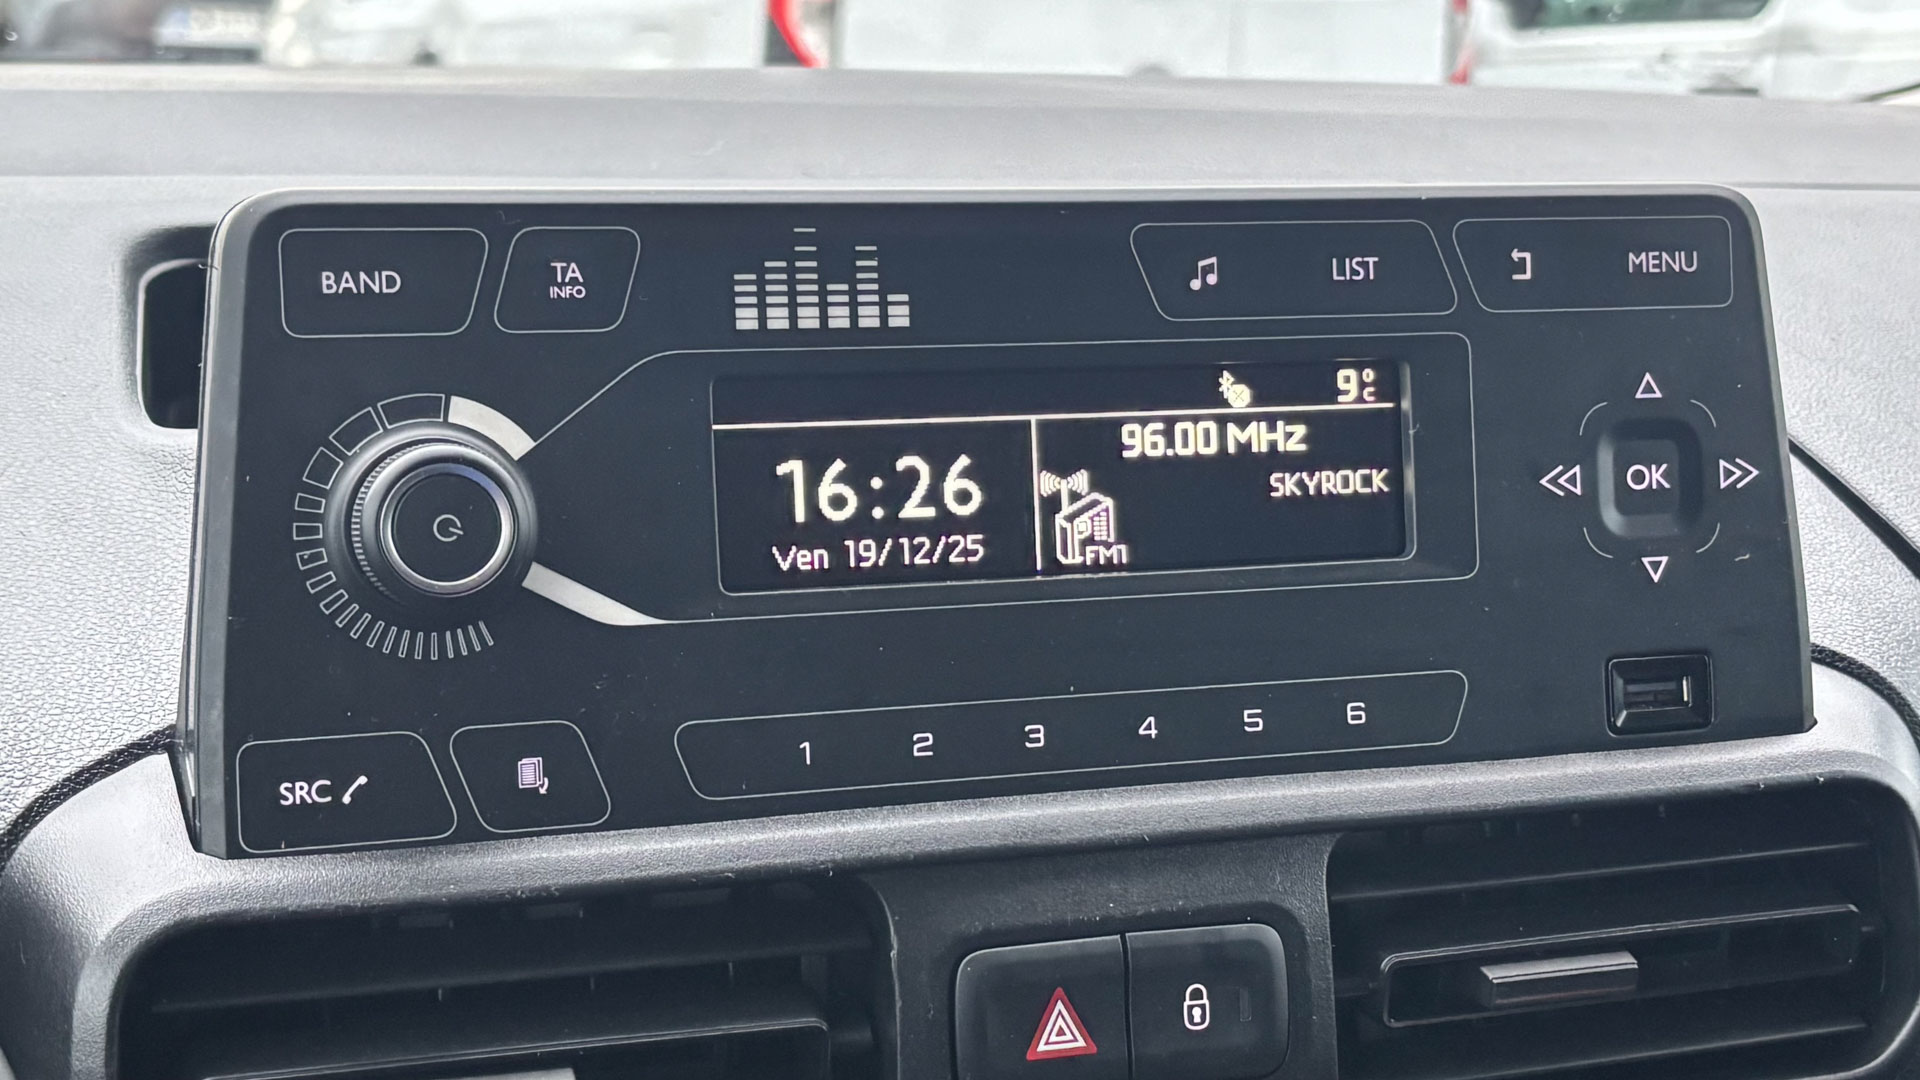 BAND
TA
INFO
LIST
MENU
9°C
96.00 MHz
16:26
SKYROCK
OK
Ven 19/12/25
FM1
SRC
1 2 3 4 5 6